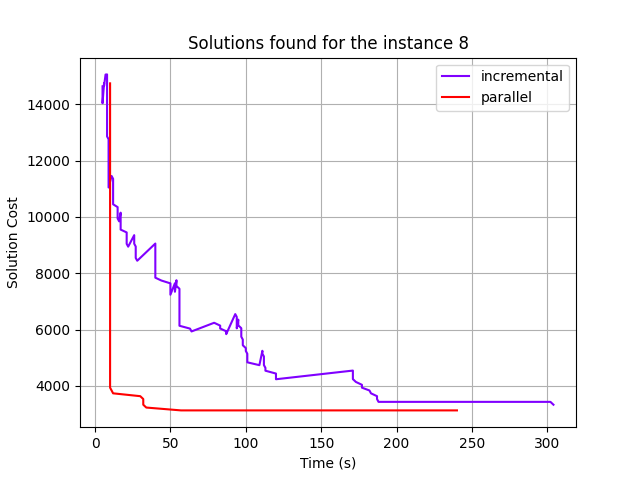 Solutions found for the instance 8
incremental
parallel
14000
12000
10000
8000
6000
4000
Solution Cost
0 50 100 150 200 250 300
Time (s)